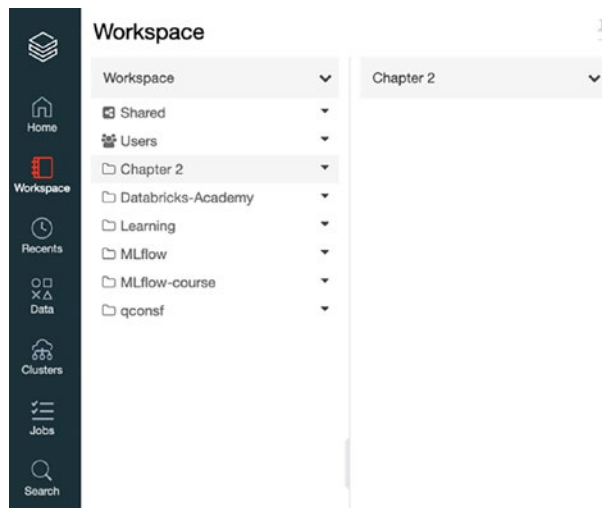 Workspace
Workspace
Chapter 2
Home
Workspace
Recents
Data
Clusters
Jobs
Search
Shared
Users
Chapter 2
Databricks-Academy
Learning
MLflow
MLflow-course
qconsf